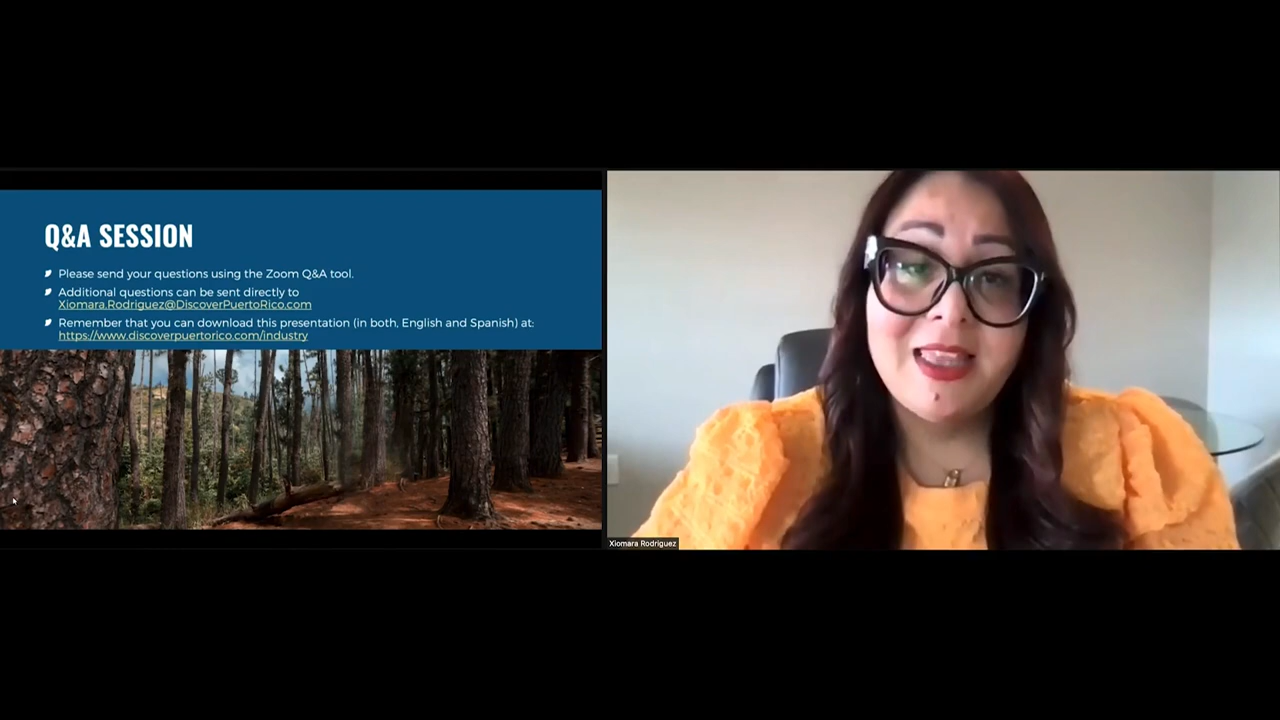 Q&A SESSION
Please send your questions using the Zoom Q&A tool.
Additional questions can be sent directly to
Xiomara.Rodriguez@DiscoverPuertoRico.com
Remember that you can download this presentation (in both, English and Spanish) at:
https://www.discoverpuertorico.com/industry
Xiomara Rodriguez